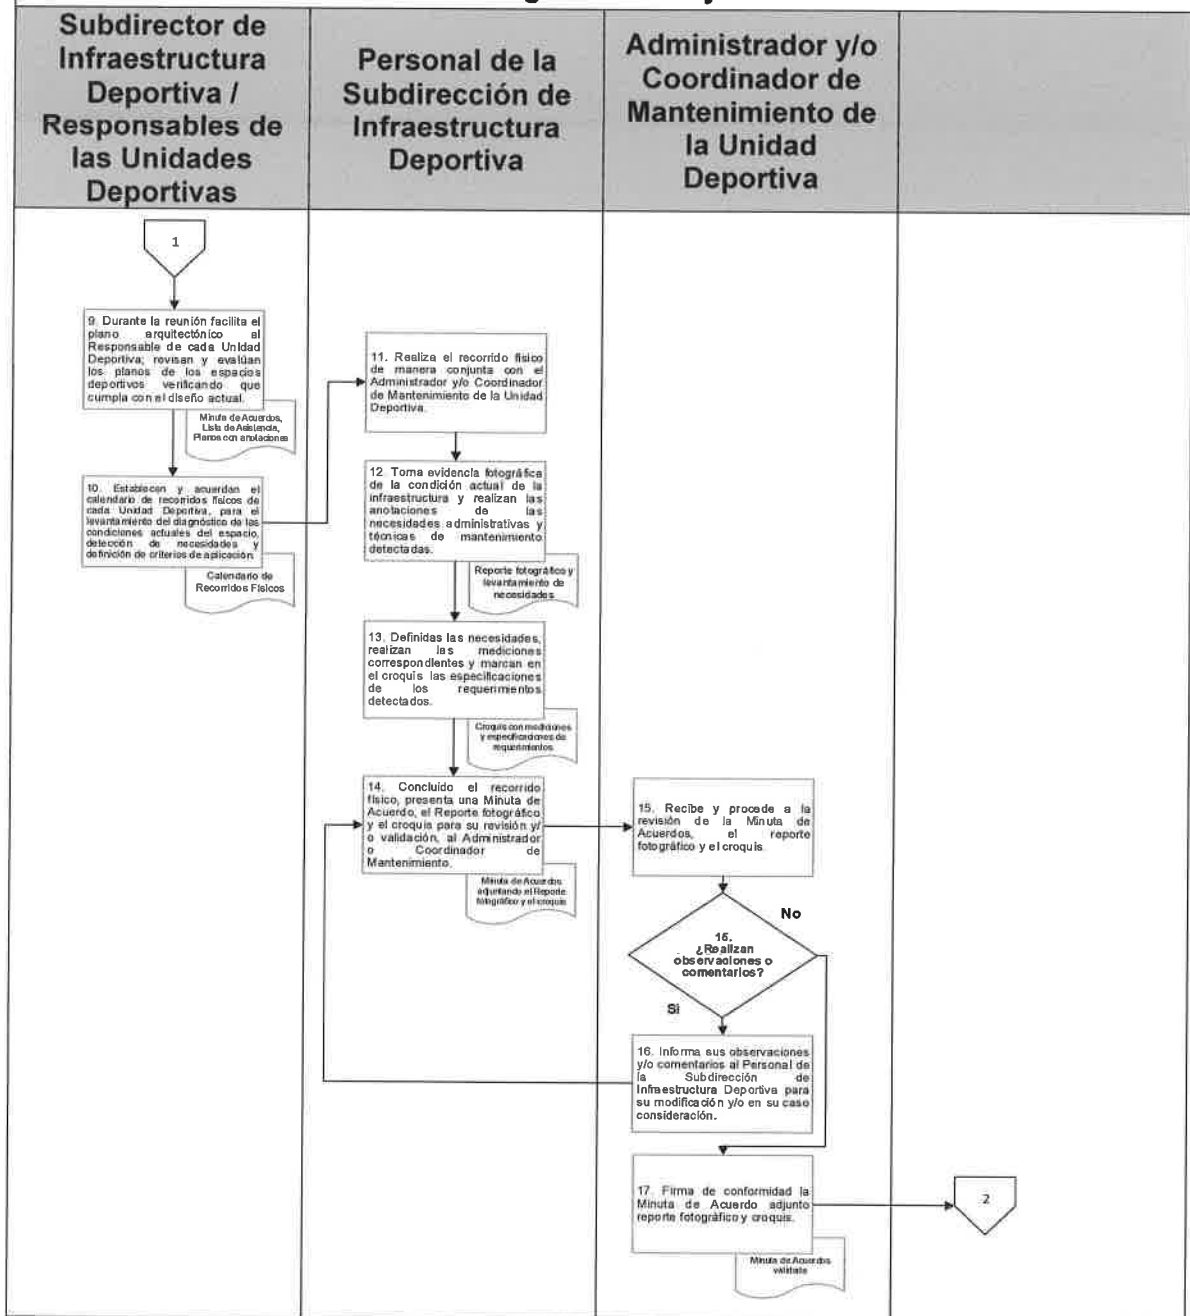 Subdirector de
Infraestructura
Deportiva /
Responsables de
las Unidades
Deportivas
Personal de la
Subdirección de
Infraestructura
Deportiva
Administrador y/o
Coordinador de
Mantenimiento de
la Unidad
Deportiva
1
9. Durante la reunión facilita el
plano arquitectónico al
Responsable de cada Unidad
Deportiva; revisan y evalúan
los planos de los espacios
deportivos verificando que
cumpla con el diseño actual.
Minuta de Acuerdos,
Lista de Asistencia,
Planos con anotaciones
10. Establecen y acuerdan el
calendario de recorridos físicos de
cada Unidad Deportiva, para el
levantamiento del diagnóstico de las
condiciones actuales del espacio,
detección de necesidades y
definición de criterios de aplicación.
Calendario de
Recorridos Físicos
11. Realiza el recorrido físico
de manera conjunta con el
Administrador y/o Coordinador
de Mantenimiento de la Unidad
Deportiva.
12. Toma evidencia fotográfica
de la condición actual de la
infraestructura y realizan las
anotaciones de las
necesidades administrativas y
técnicas de mantenimiento
detectadas.
Reporte fotográfico y
levantamiento de
necesidades
13. Definidas las necesidades,
realizan las mediciones
correspondientes y marcan en
el croquis las especificaciones
de los requerimientos
detectados.
Croquis con mediciones
y especificaciones de
requerimientos
14. Concluido el recorrido
físico, presenta una Minuta de
Acuerdo, el Reporte fotográfico
y el croquis para su revisión y/
o validación, al Administrador
o Coordinador de
Mantenimiento.
Minuta de Acuerdos
adjuntando el Reporte
fotográfico y el croquis
15. Recibe y procede a la
revisión de la Minuta de
Acuerdos, el reporte
fotográfico y el croquis.
No
15.
¿Realizan
observaciones o
comentarios?
Si
16. Informa sus observaciones
y/o comentarios al Personal de
la Subdirección de
Infraestructura Deportiva para
su modificación y/o en su caso
consideración.
17. Firma de conformidad la
Minuta de Acuerdo adjunto
reporte fotográfico y croquis.
Minuta de Acuerdos
2